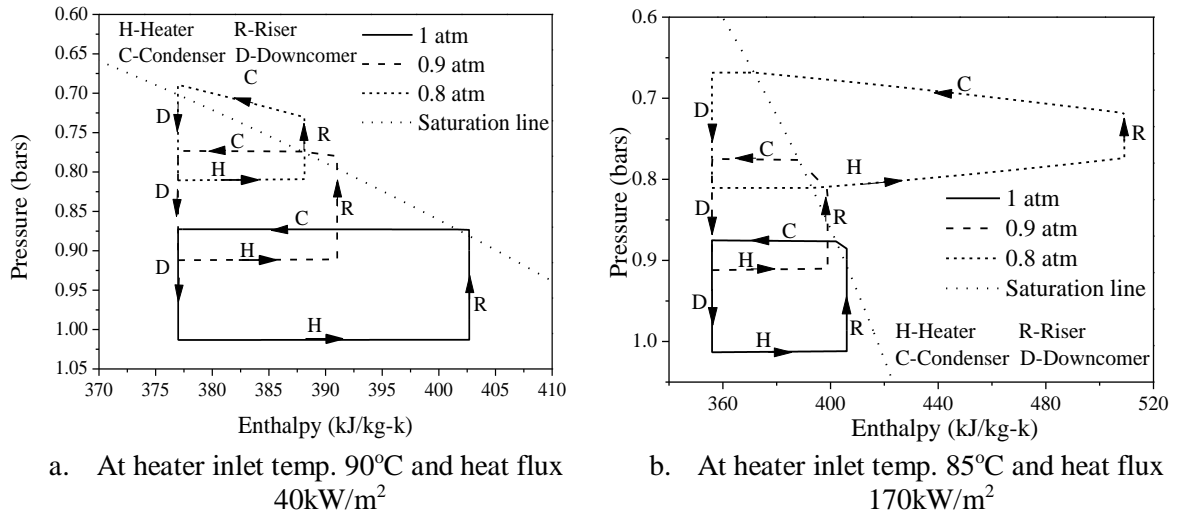 H-Heater R-Riser
C-Condenser D-Downcomer
1 atm
0.9 atm
0.8 atm
Saturation line
0.60
0.65
0.70
0.75
0.80
0.85
0.90
0.95
1.00
1.05
Pressure (bars)
C
D
C
R
H
D
C
R
H
D
R
H
370 375 380 385 390 395 400 405 410
Enthalpy (kJ/kg-k)
a. At heater inlet temp. 90°C and heat flux
40kW/m²
0.6
0.7
0.8
0.9
1.0
Pressure (bars)
C
D
R
C
H
D
R
C
H
D
R
H
1 atm
0.9 atm
0.8 atm
Saturation line
H-Heater R-Riser
C-Condenser D-Downcomer
360 400 440 480 520
Enthalpy (kJ/kg-k)
b. At heater inlet temp. 85°C and heat flux
170kW/m²